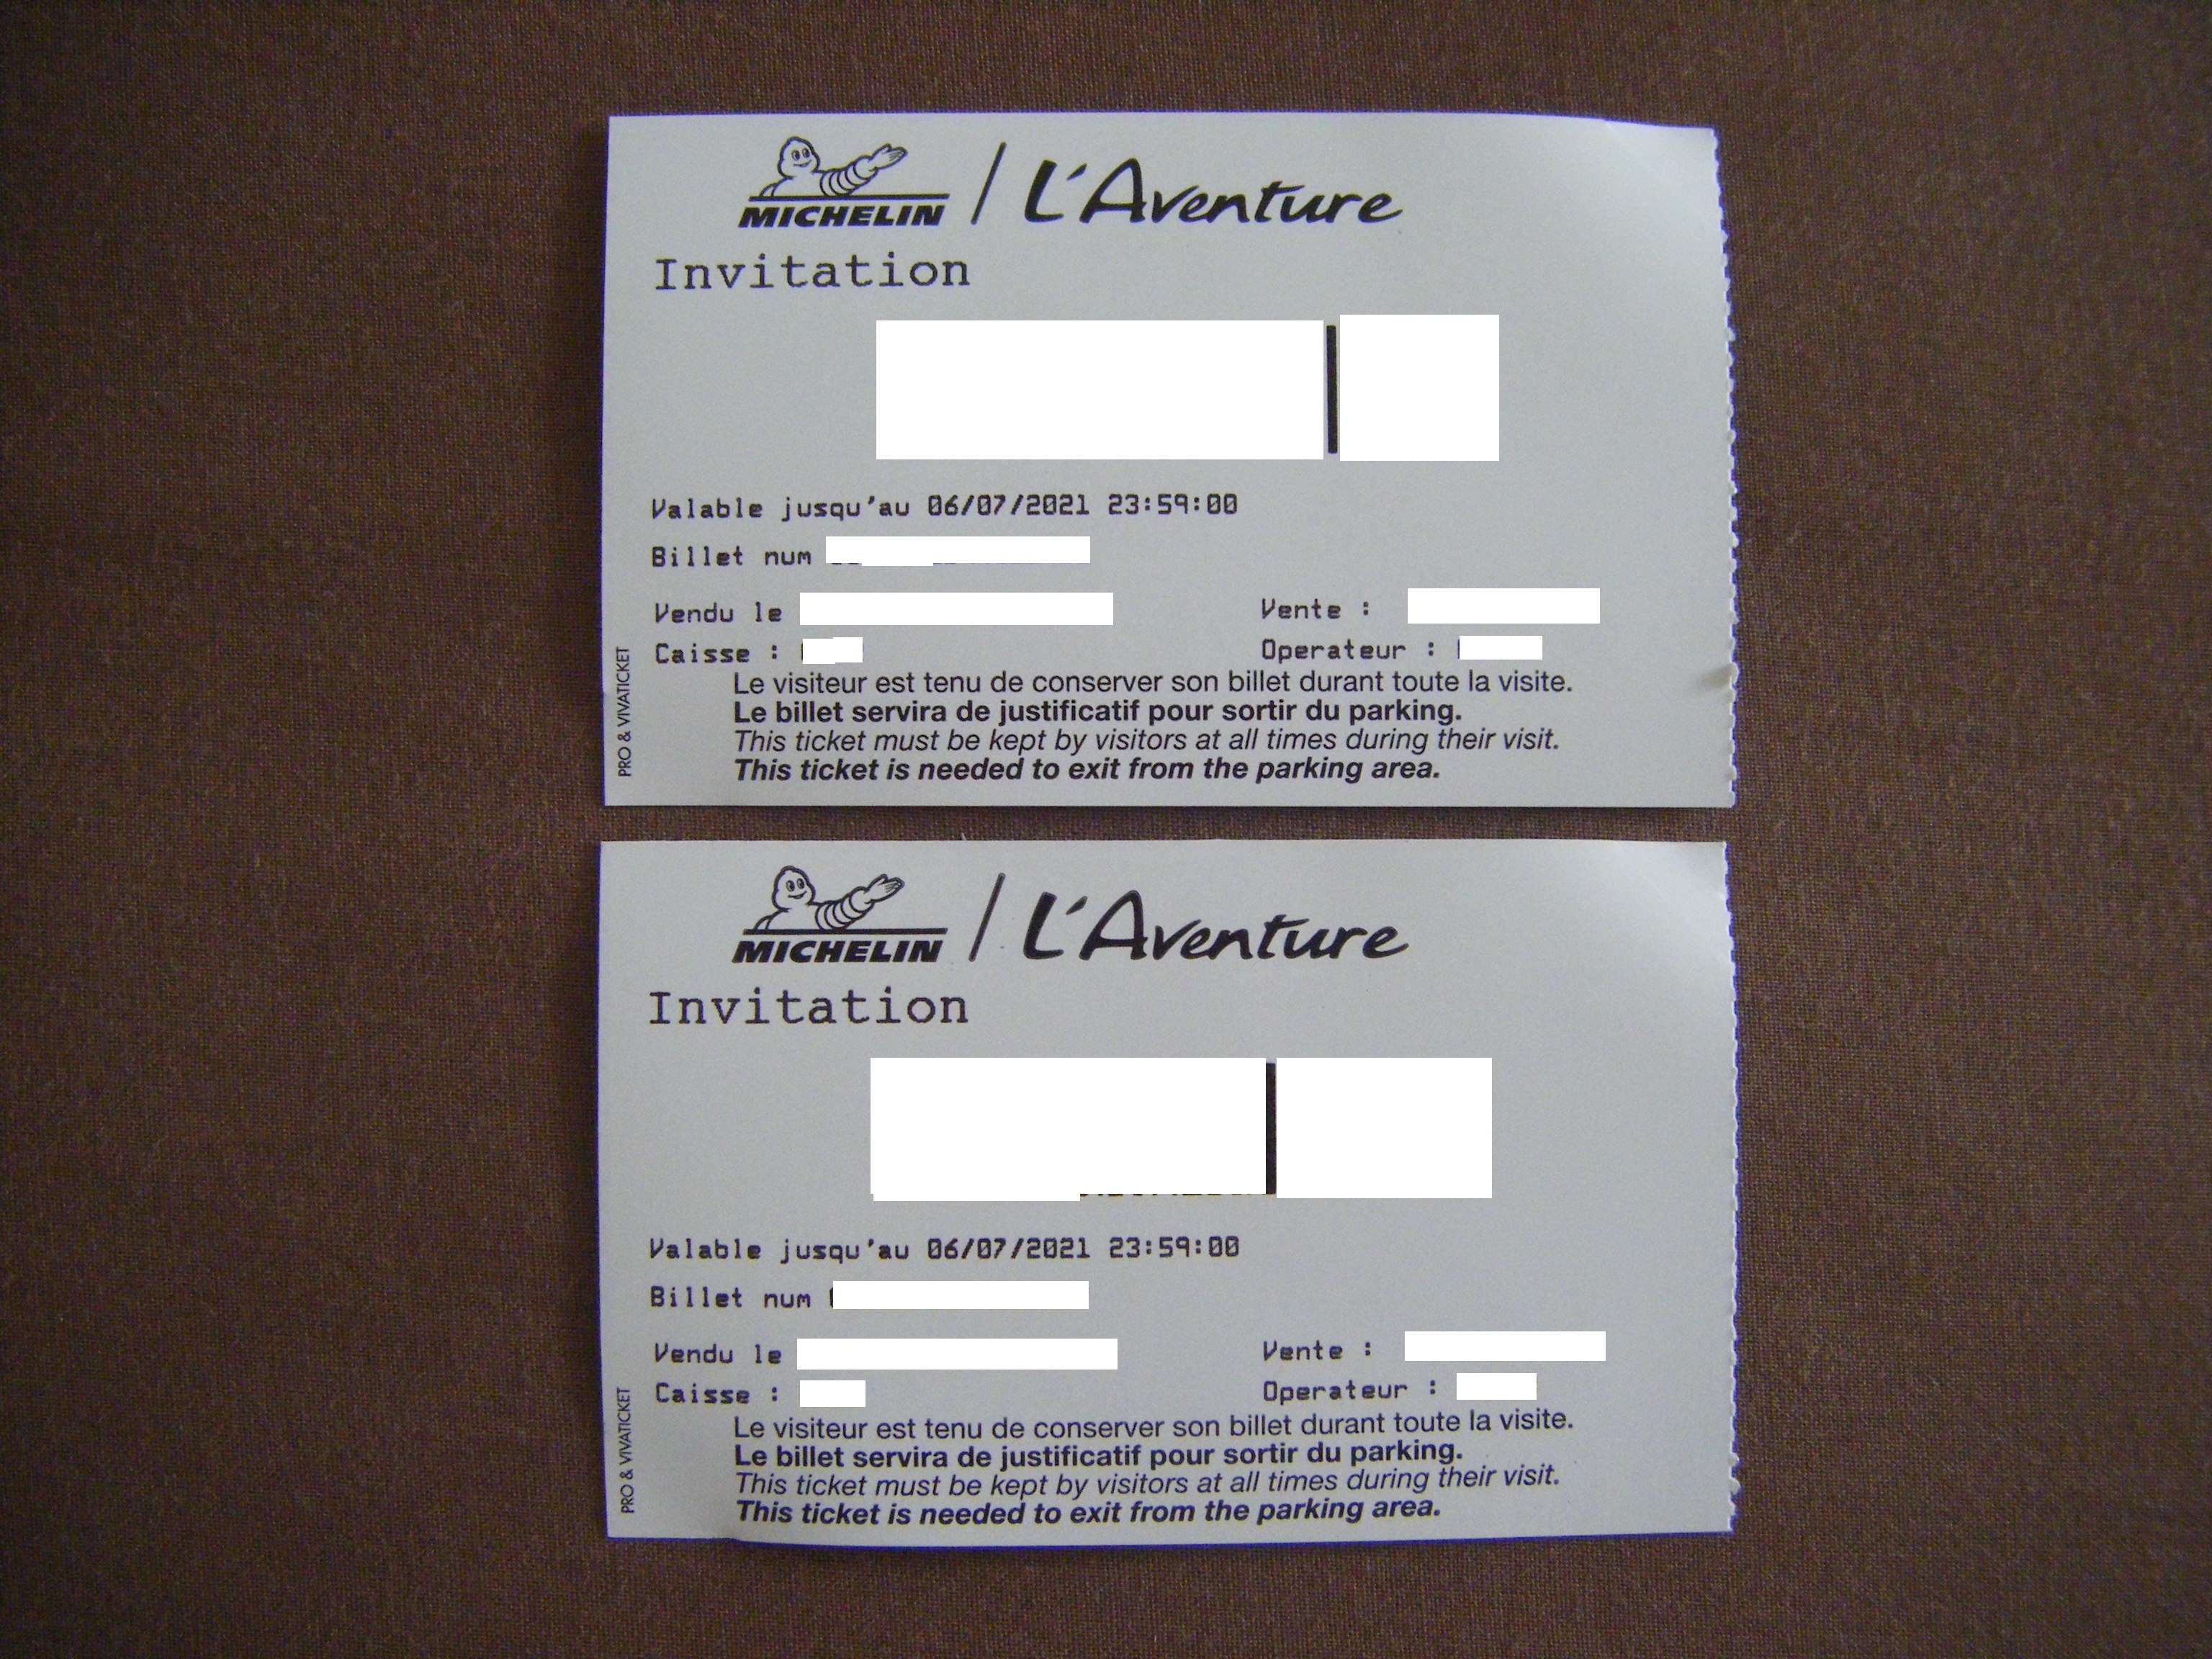 MICHELIN / L'Aventure
Invitation
Valable jusqu'au 06/07/2021 23:59:00
Billet num
Vendu le
Vente :
Caisse :
Operateur :
Le visiteur est tenu de conserver son billet durant toute la visite.
Le billet servira de justificatif pour sortir du parking.
This ticket must be kept by visitors at all times during their visit.
This ticket is needed to exit from the parking area.
PRO & VIVATICKET
MICHELIN / L'Aventure
Invitation
Valable jusqu'au 06/07/2021 23:59:00
Billet num
Vendu le
Vente :
Caisse :
Operateur :
Le visiteur est tenu de conserver son billet durant toute la visite.
Le billet servira de justificatif pour sortir du parking.
This ticket must be kept by visitors at all times during their visit.
This ticket is needed to exit from the parking area.
PRO & VIVATICKET